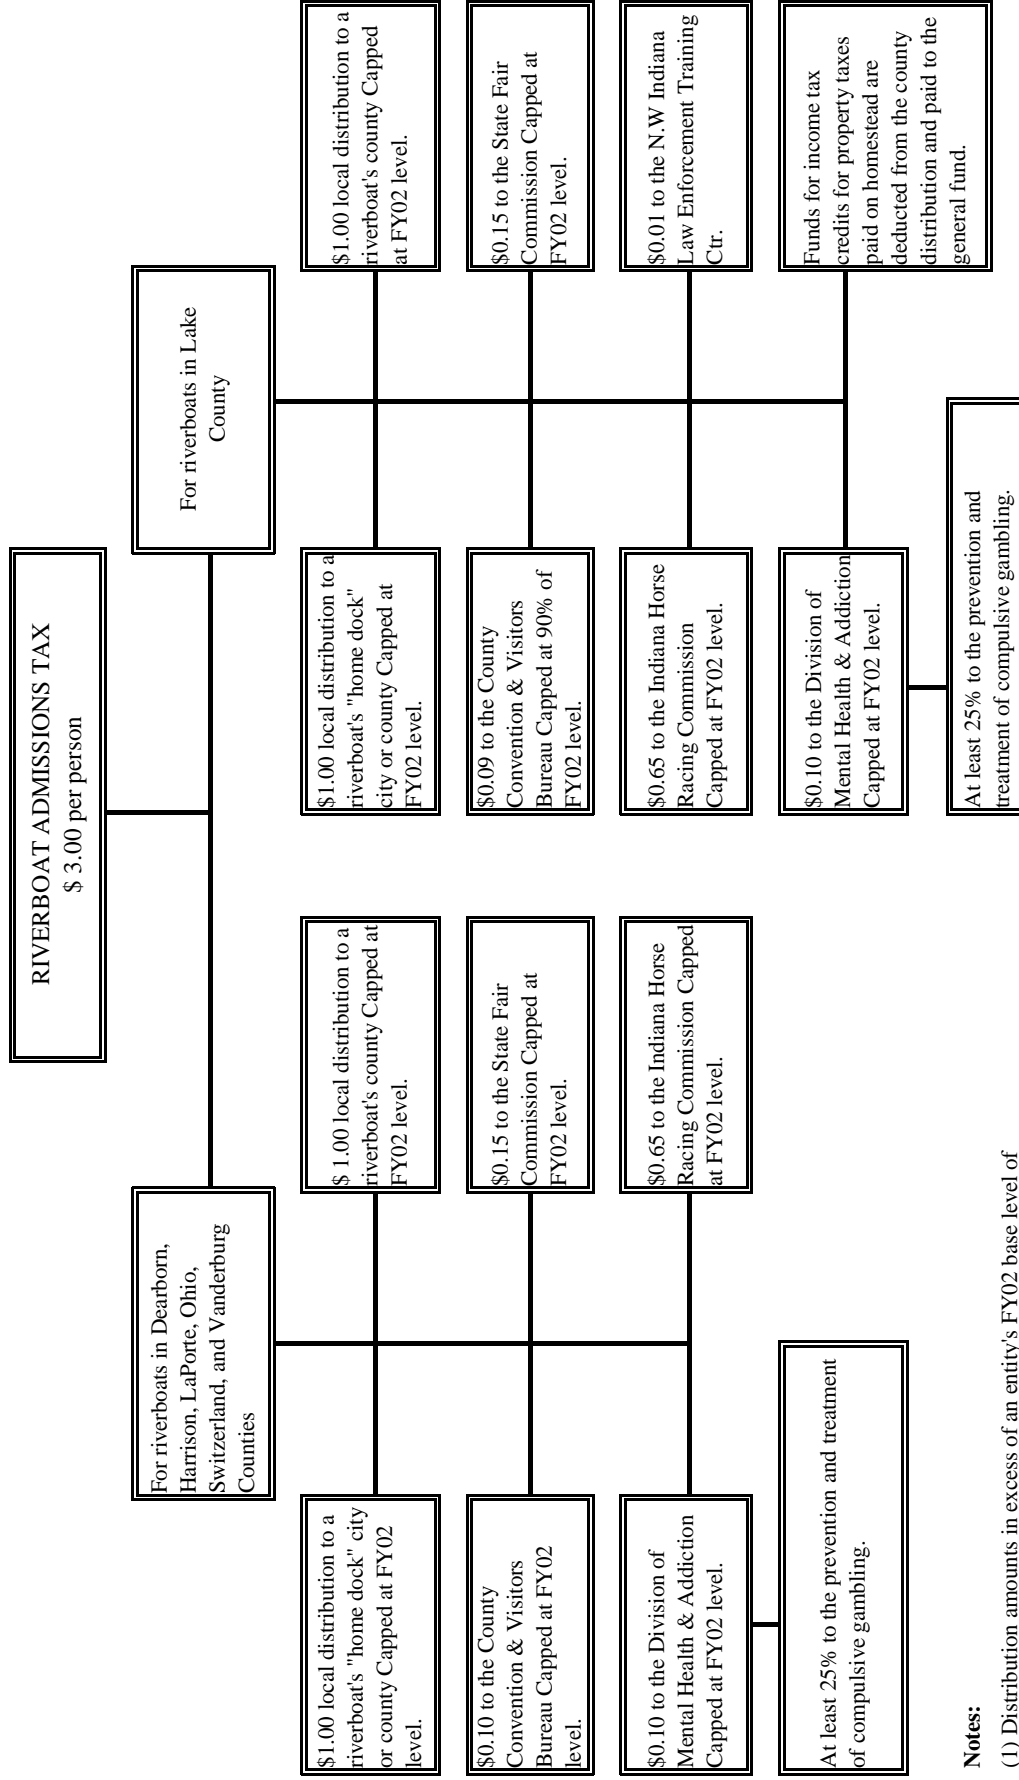 RIVERBOAT ADMISSIONS TAX
$ 3.00 per person
For riverboats in Dearborn,
Harrison, LaPorte, Ohio,
Switzerland, and Vanderburg
Counties
For riverboats in Lake
County
$1.00 local distribution to a
riverboat's "home dock" city
or county Capped at FY02
level.
$ 1.00 local distribution to a
riverboat's county Capped at
FY02 level.
$1.00 local distribution to a
riverboat's "home dock"
city or county Capped at
FY02 level.
$1.00 local distribution to a
riverboat's county Capped
at FY02 level.
$0.10 to the County
Convention & Visitors
Bureau Capped at FY02
level.
$0.15 to the State Fair
Commission Capped at
FY02 level.
$0.09 to the County
Convention & Visitors
Bureau Capped at 90% of
FY02 level.
$0.15 to the State Fair
Commission Capped at
FY02 level.
$0.10 to the Division of
Mental Health & Addiction
Capped at FY02 level.
$0.65 to the Indiana Horse
Racing Commission Capped
at FY02 level.
$0.65 to the Indiana Horse
Racing Commission
Capped at FY02 level.
$0.01 to the N.W Indiana
Law Enforcement Training
Ctr.
At least 25% to the prevention and treatment
of compulsive gambling.
$0.10 to the Division of
Mental Health & Addiction
Capped at FY02 level.
Funds for income tax
credits for property taxes
paid on homestead are
deducted from the county
distribution and paid to the
general fund.
At least 25% to the prevention and
treatment of compulsive gambling.
Notes:
(1) Distribution amounts in excess of an entity's FY02 base level of